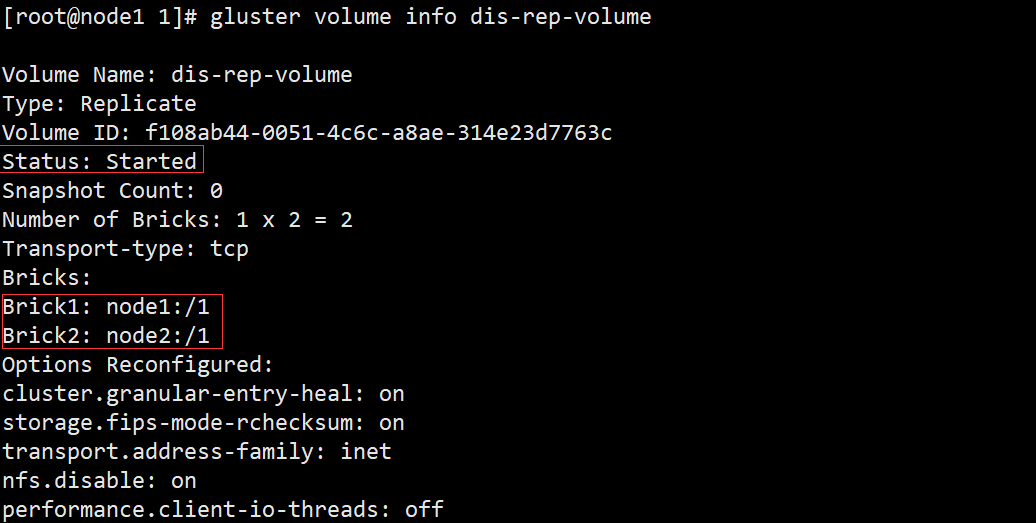 [root@node1 1]# gluster volume info dis-rep-volume
Volume Name: dis-rep-volume
Type: Replicate
Volume ID: f108ab44-0051-4c6c-a8ae-314e23d7763c
Status: Started
Snapshot Count: 0
Number of Bricks: 1 x 2 = 2
Transport-type: tcp
Bricks:
Brick1: node1:/1
Brick2: node2:/1
Options Reconfigured:
cluster.granular-entry-heal: on
storage.fips-mode-rchecksum: on
transport.address-family: inet
nfs.disable: on
performance.client-io-threads: off